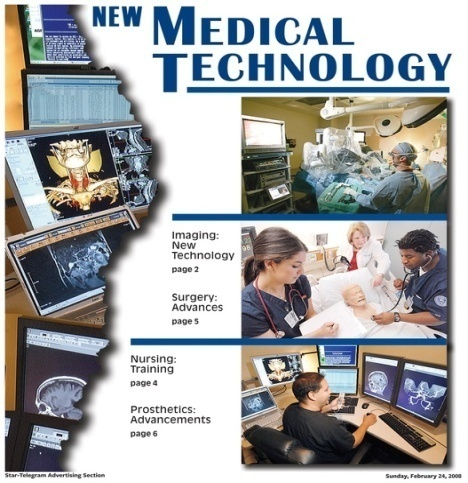 NEW MEDICAL
TECHNOLOGY
Imaging:
New
Technology
page 2
Surgery:
Advances
page 5
Nursing:
Training
page 4
Prosthetics:
Advancements
page 6
Star-Telegram Advertising Section
Sunday, February 24, 2008